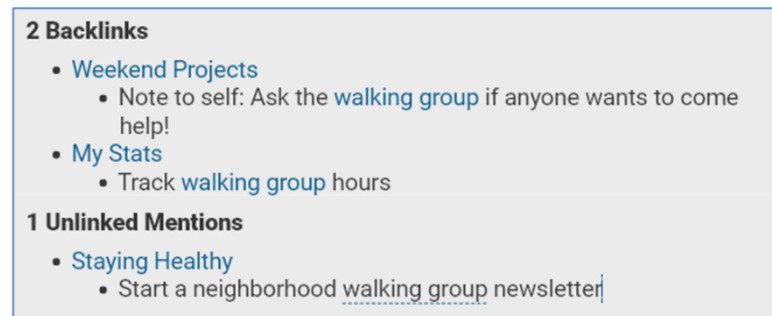 2 Backlinks
Weekend Projects
Note to self: Ask the walking group if anyone wants to come
help!
My Stats
Track walking group hours
1 Unlinked Mentions
Staying Healthy
Start a neighborhood walking group newsletter